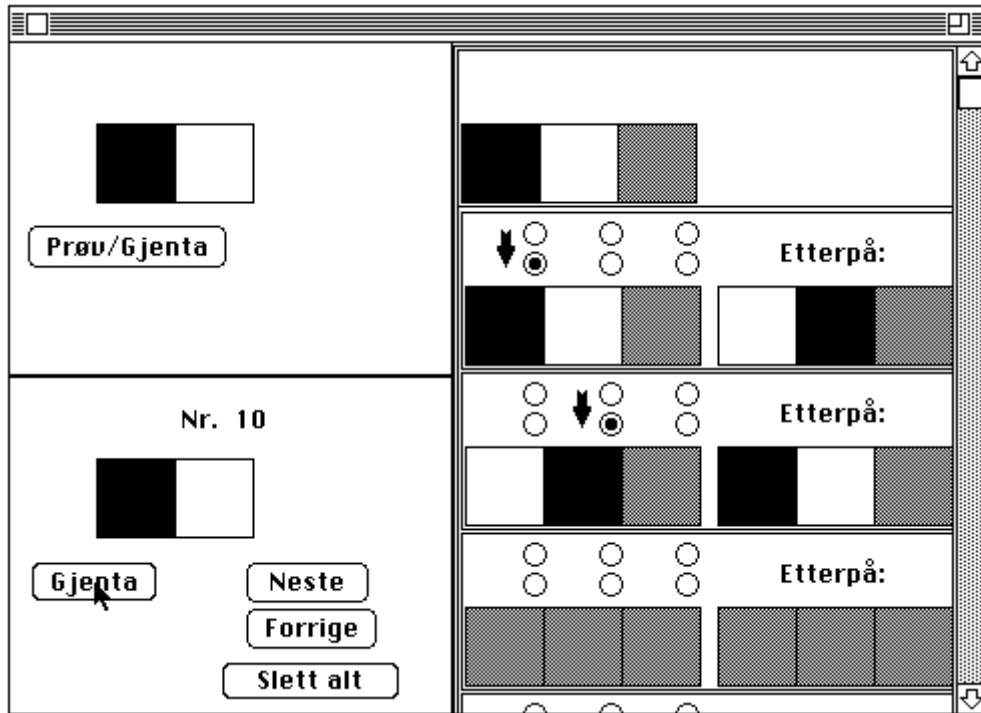 Prøv/Gjenta
Nr. 10
Gjenta
Neste
Forrige
Slett alt
Etterpå:
Etterpå:
Etterpå: